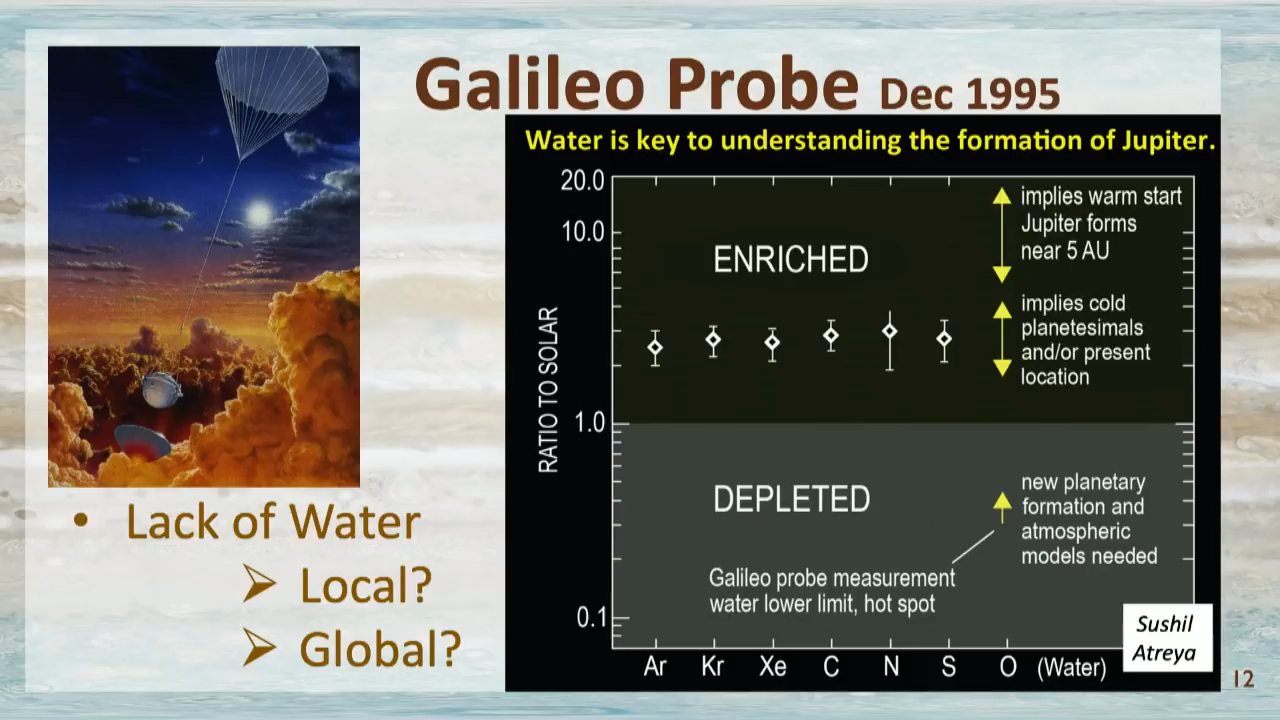 Galileo Probe Dec 1995
Water is key to understanding the formation of Jupiter.
RATIO TO SOLAR
20.0
10.0
1.0
0.1
ENRICHED
implies warm start
Jupiter forms
near 5 AU
implies cold
planetesimals
and/or present
location
DEPLETED
new planetary
formation and
atmospheric
models needed
Galileo probe measurement
water lower limit, hot spot
Ar Kr Xe C N S O (Water)
Sushil
Atreya
• Lack of Water
➢ Local?
➢ Global?
12